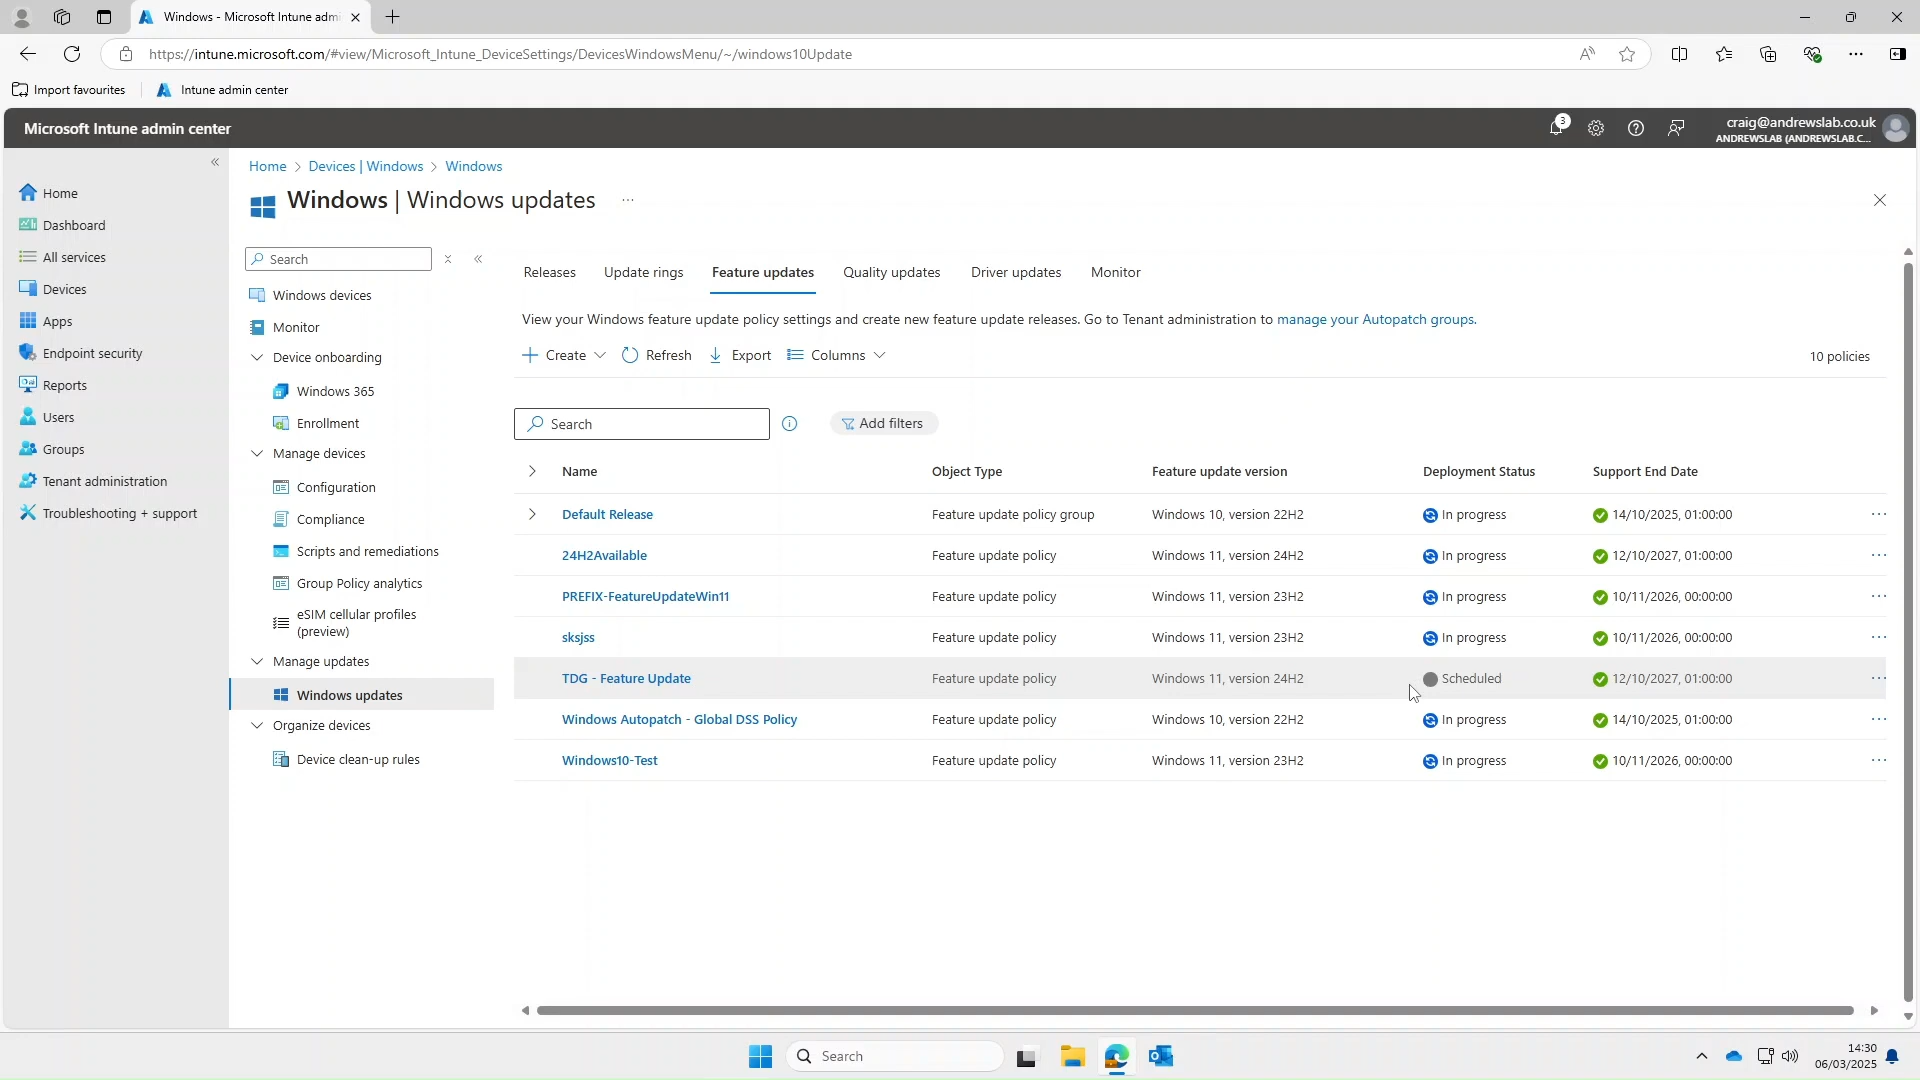 Windows - Microsoft Intune admi
https://intune.microsoft.com/#view/Microsoft_Intune_DeviceSettings/DevicesWindowsMenu/~/windows10Update
Import favourites
Intune admin center
Microsoft Intune admin center
3
craig@andrewslab.co.uk
ANDREWSLAB (ANDREWSLAB.C...
Home
Dashboard
All services
Devices
Apps
Endpoint security
Reports
Users
Groups
Tenant administration
Troubleshooting + support
Home > Devices | Windows > Windows
Windows | Windows updates ...
Search
Windows devices
Monitor
Device onboarding
Windows 365
Enrollment
Manage devices
Configuration
Compliance
Scripts and remediations
Group Policy analytics
eSIM cellular profiles
(preview)
Manage updates
Windows updates
Organize devices
Device clean-up rules
Releases Update rings Feature updates Quality updates Driver updates Monitor
View your Windows feature update policy settings and create new feature update releases. Go to Tenant administration to manage your Autopatch groups.
Create Refresh Export Columns 10 policies
Search Add filters
Name Object Type Feature update version Deployment Status Support End Date
Default Release Feature update policy group Windows 10, version 22H2 In progress 14/10/2025, 01:00:00 ...
24H2Available Feature update policy Windows 11, version 24H2 In progress 12/10/2027, 01:00:00 ...
PREFIX-FeatureUpdateWin11 Feature update policy Windows 11, version 23H2 In progress 10/11/2026, 00:00:00 ...
sksjss Feature update policy Windows 11, version 23H2 In progress 10/11/2026, 00:00:00 ...
TDG - Feature Update Feature update policy Windows 11, version 24H2 Scheduled 12/10/2027, 01:00:00 ...
Windows Autopatch - Global DSS Policy Feature update policy Windows 10, version 22H2 In progress 14/10/2025, 01:00:00 ...
Windows10-Test Feature update policy Windows 11, version 23H2 In progress 10/11/2026, 00:00:00 ...
Search
14:30
06/03/2025